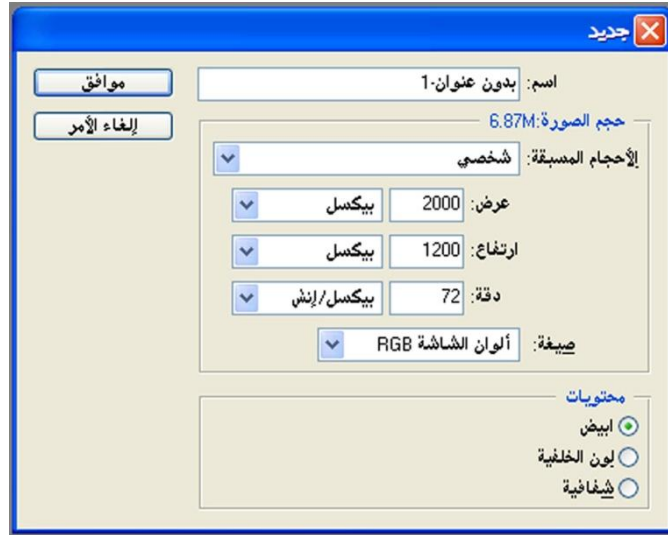 جديد
اسم: بدون عنوان-1
موافق
حجم الصورة:6.87M
إلغاء الأمر
الأحجام المسبقة: شخصي
عرض: 2000 بيكسل
ارتفاع: 1200 بيكسل
دقة: 72 بيكسل/إنش
صيغة: ألوان الشاشة RGB
محتويات
ابيض
لون الخلفية
شفافية